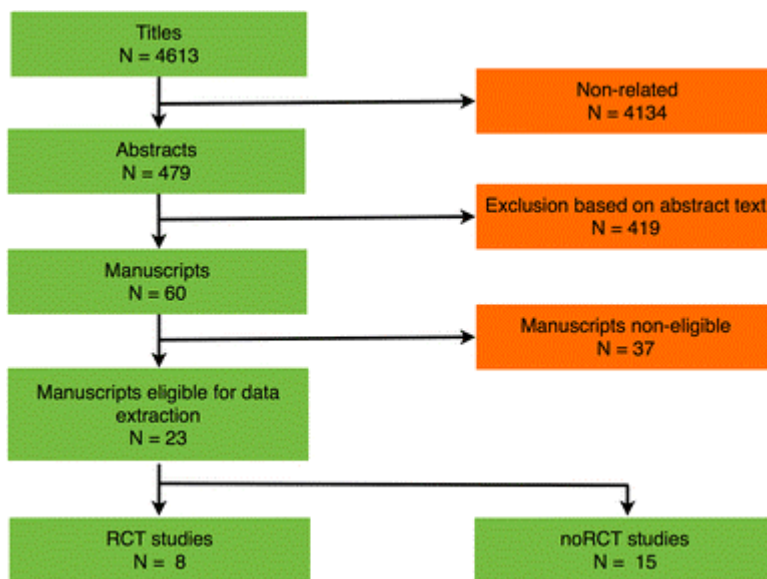 Titles
N = 4613
Non-related
N = 4134
Abstracts
N = 479
Exclusion based on abstract text
N = 419
Manuscripts
N = 60
Manuscripts non-eligible
N = 37
Manuscripts eligible for data
extraction
N = 23
RCT studies
N = 8
noRCT studies
N = 15